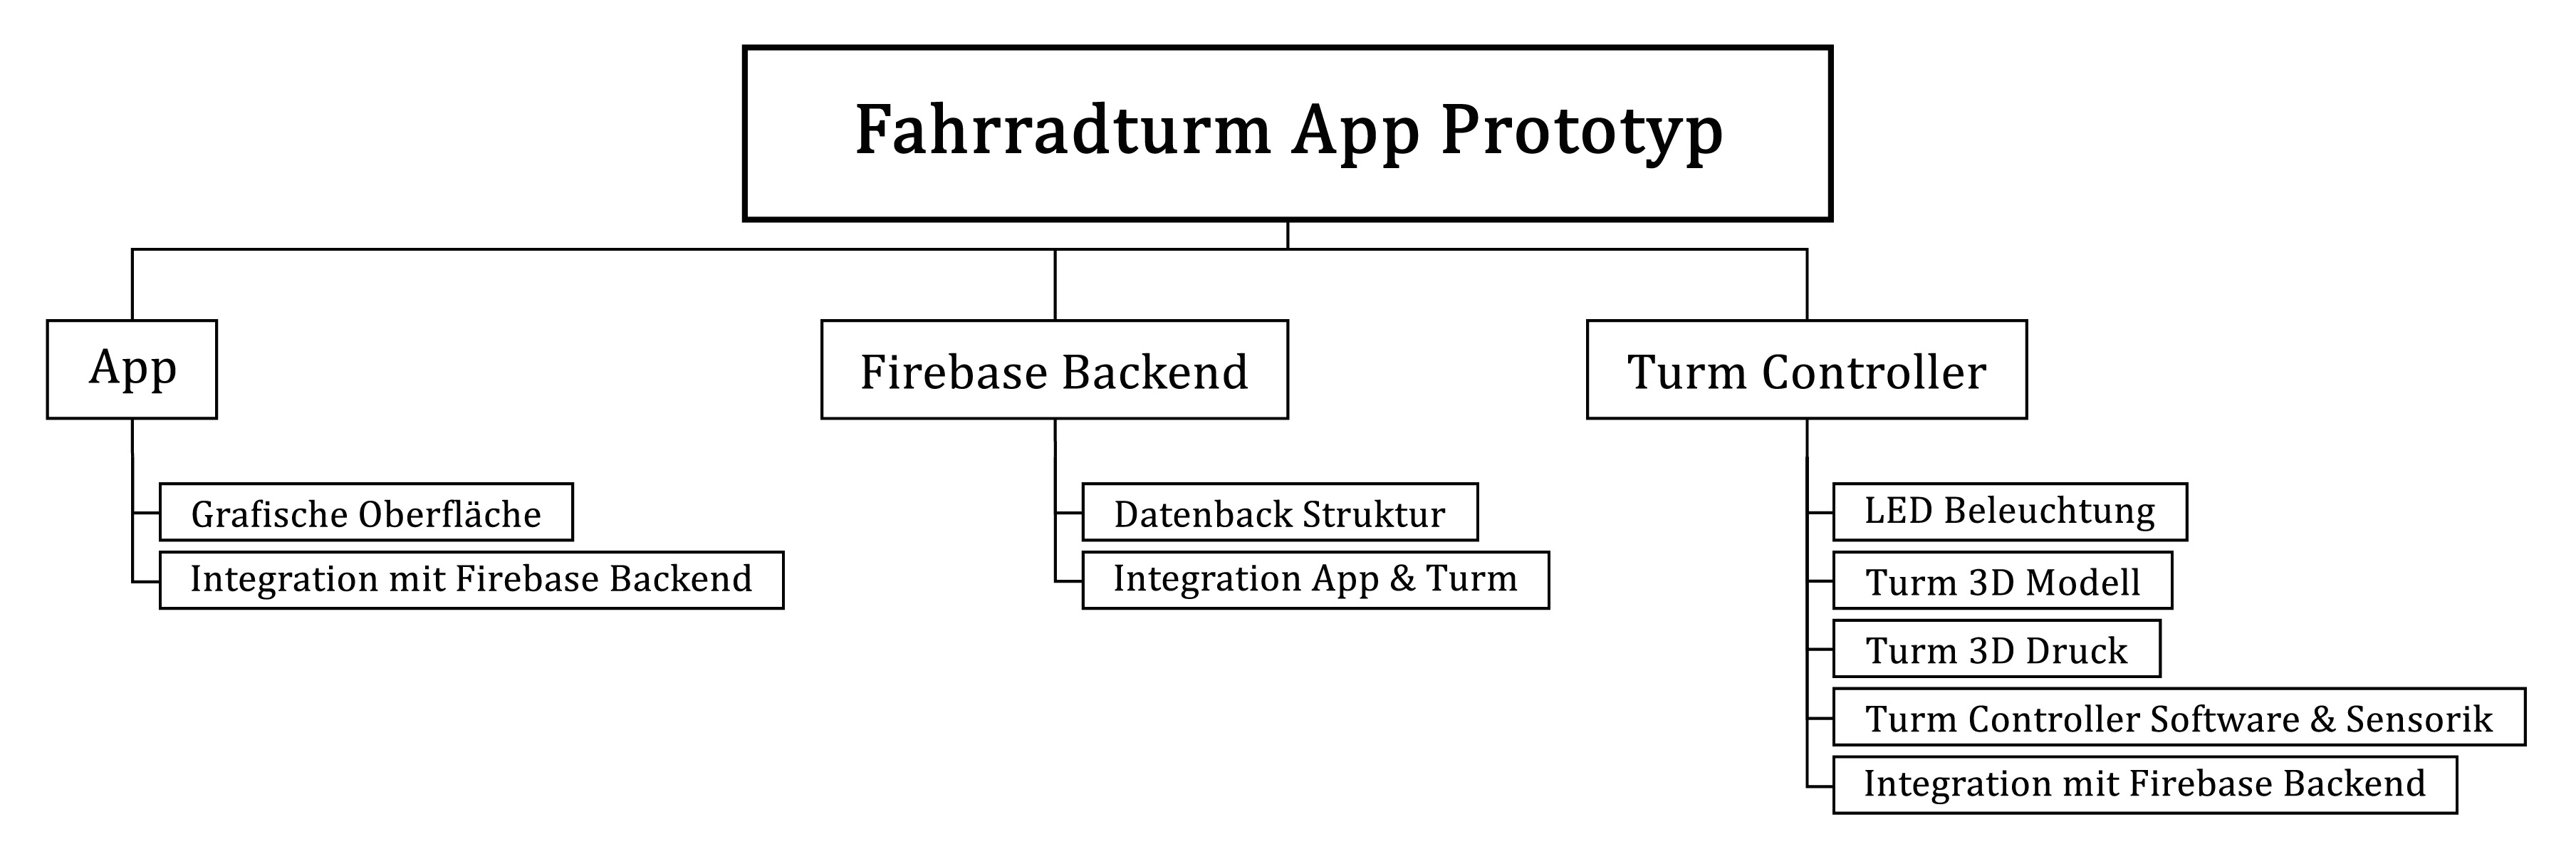 Fahrradturm App Prototyp
App
Grafische Oberfläche
Integration mit Firebase Backend
Firebase Backend
Datenback Struktur
Integration App & Turm
Turm Controller
LED Beleuchtung
Turm 3D Modell
Turm 3D Druck
Turm Controller Software & Sensorik
Integration mit Firebase Backend